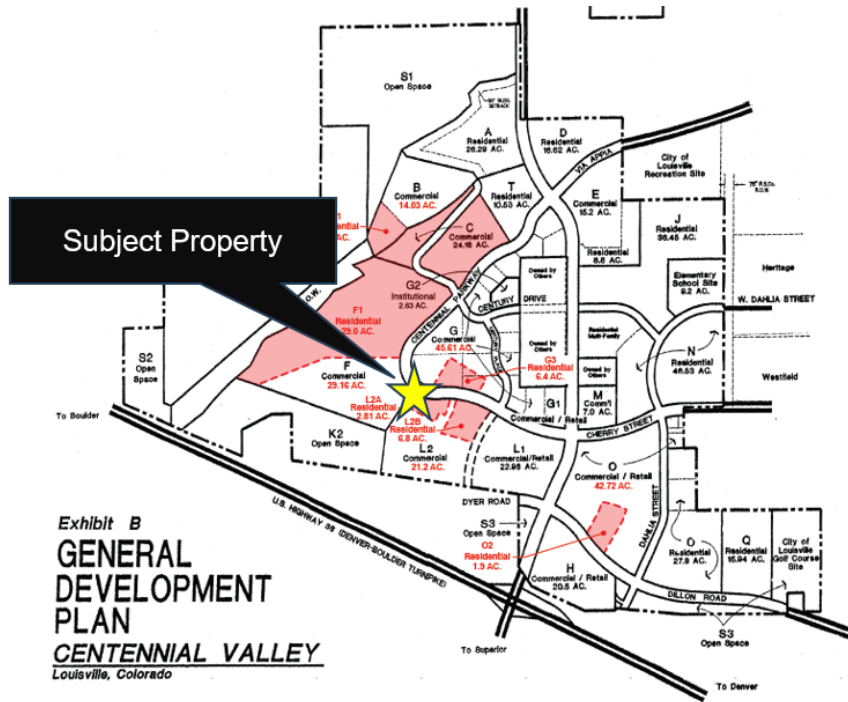 S1
Open Space
50' BLDG.
SETBACK
A
Residential
26.29 AC.
D
Residential
16.62 AC.
VIA APPIA
City of
Louisville
Recreation Site
B
Commercial
14.03 AC.
T
Residential
10.53 AC.
E
Commercial
15.2 AC.
J
Residential
36.45 AC.
Residential
8.6 AC.
C
Commercial
24.18 AC.
Subject Property
G2
Institutional
2.63 AC.
CENTENNIAL PARKWAY
CENTURY DRIVE
Owned by
Others
Elementary
School Site
9.2 AC.
Heritage
W. DAHLIA STREET
O.W.
F1
Residential
29.0 AC.
G
Commercial
45.61 AC.
Owned by
Others
Residential
Multi-Family
N
Residential
46.53 AC.
Westfield
S2
Open
Space
F
Commercial
29.16 AC.
G3
Residential
6.4 AC.
Owned by
Others
M
Comm'l
7.0 AC.
G1
Commercial / Retail
CHERRY STREET
To Boulder
L2A
Residential
2.81 AC.
L2B
Residential
6.8 AC.
K2
Open Space
L2
Commercial
21.2 AC.
L1
Commercial/Retail
22.98 AC.
O
Commercial / Retail
42.72 AC.
DAHLIA STREET
DYER ROAD
U.S. HIGHWAY 36 (DENVER-BOULDER TURNPIKE)
S3
Open
Space
O2
Residential
1.9 AC.
O
Residential
27.9 AC.
Q
Residential
15.94 AC.
City of
Louisville
Golf Course
Site
H
Commercial / Retail
20.5 AC.
DILLON ROAD
S3
Open Space
To Superior
To Denver
Exhibit B
GENERAL
DEVELOPMENT
PLAN
CENTENNIAL VALLEY
Louisville, Colorado